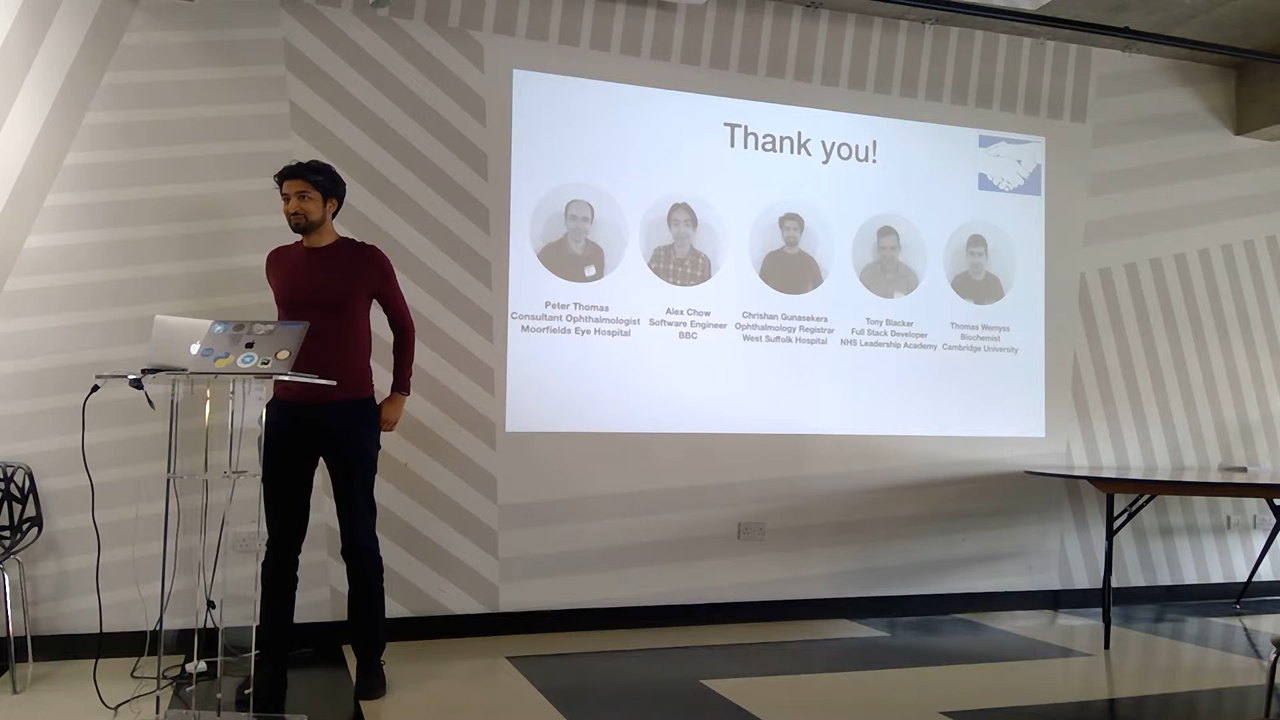 Thank you!
Peter Thomas
Consultant Ophthalmologist
Moorfields Eye Hospital
Alex Chow
Software Engineer
BBC
Chrishan Gunasekera
Ophthalmology Registrar
West Suffolk Hospital
Tony Blacker
Full Stack Developer
NHS Leadership Academy
Thomas Wemyss
Biochemist
Cambridge University